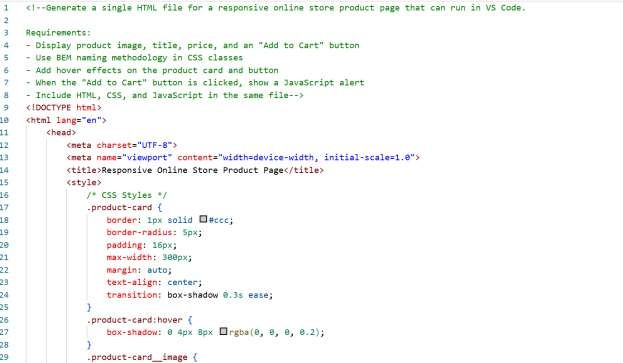 1 <!--Generate a single HTML file for a responsive online store product page that can run in VS Code.
2
3 Requirements:
4 - Display product image, title, price, and an "Add to Cart" button
5 - Use BEM naming methodology in CSS classes
6 - Add hover effects on the product card and button
7 - When the "Add to Cart" button is clicked, show a JavaScript alert
8 - Include HTML, CSS, and JavaScript in the same file-->
9 <!DOCTYPE html>
10 <html lang="en">
11 <head>
12 <meta charset="UTF-8">
13 <meta name="viewport" content="width=device-width, initial-scale=1.0">
14 <title>Responsive Online Store Product Page</title>
15 <style>
16 /* CSS Styles */
17 .product-card {
18 border: 1px solid #ccc;
19 border-radius: 5px;
20 padding: 16px;
21 max-width: 300px;
22 margin: auto;
23 text-align: center;
24 transition: box-shadow 0.3s ease;
25 }
26 .product-card:hover {
27 box-shadow: 0 4px 8px rgba(0, 0, 0, 0.2);
28 }
29 .product-card__image {